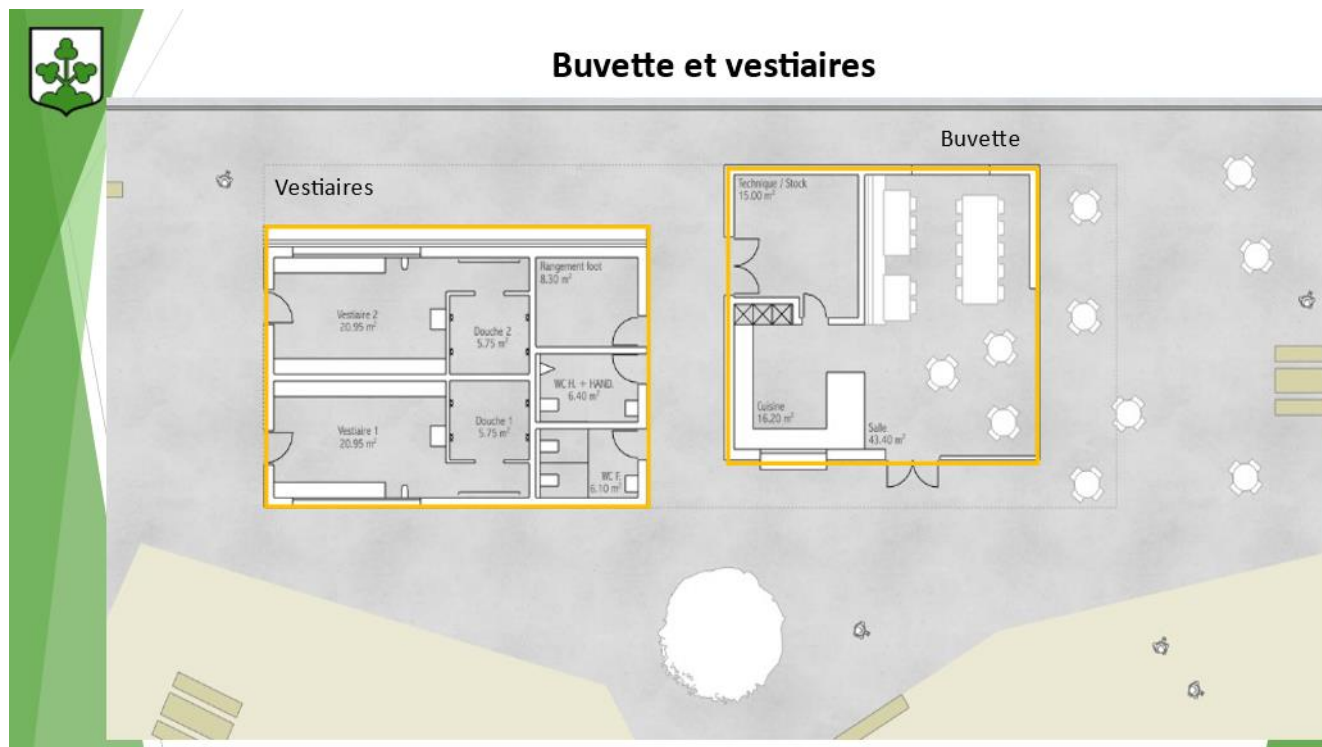 Buvette et vestiaires
Buvette
Vestiaires
Technique / Stock
15.00 m²
Rangement foot
8.30 m²
Vestiaire 2
20.95 m²
Douche 2
5.75 m²
WC H. + HAND.
6.40 m²
Vestiaire 1
20.95 m²
Douche 1
5.75 m²
WC F.
6.10 m²
Cuisine
16.20 m²
Salle
43.40 m²